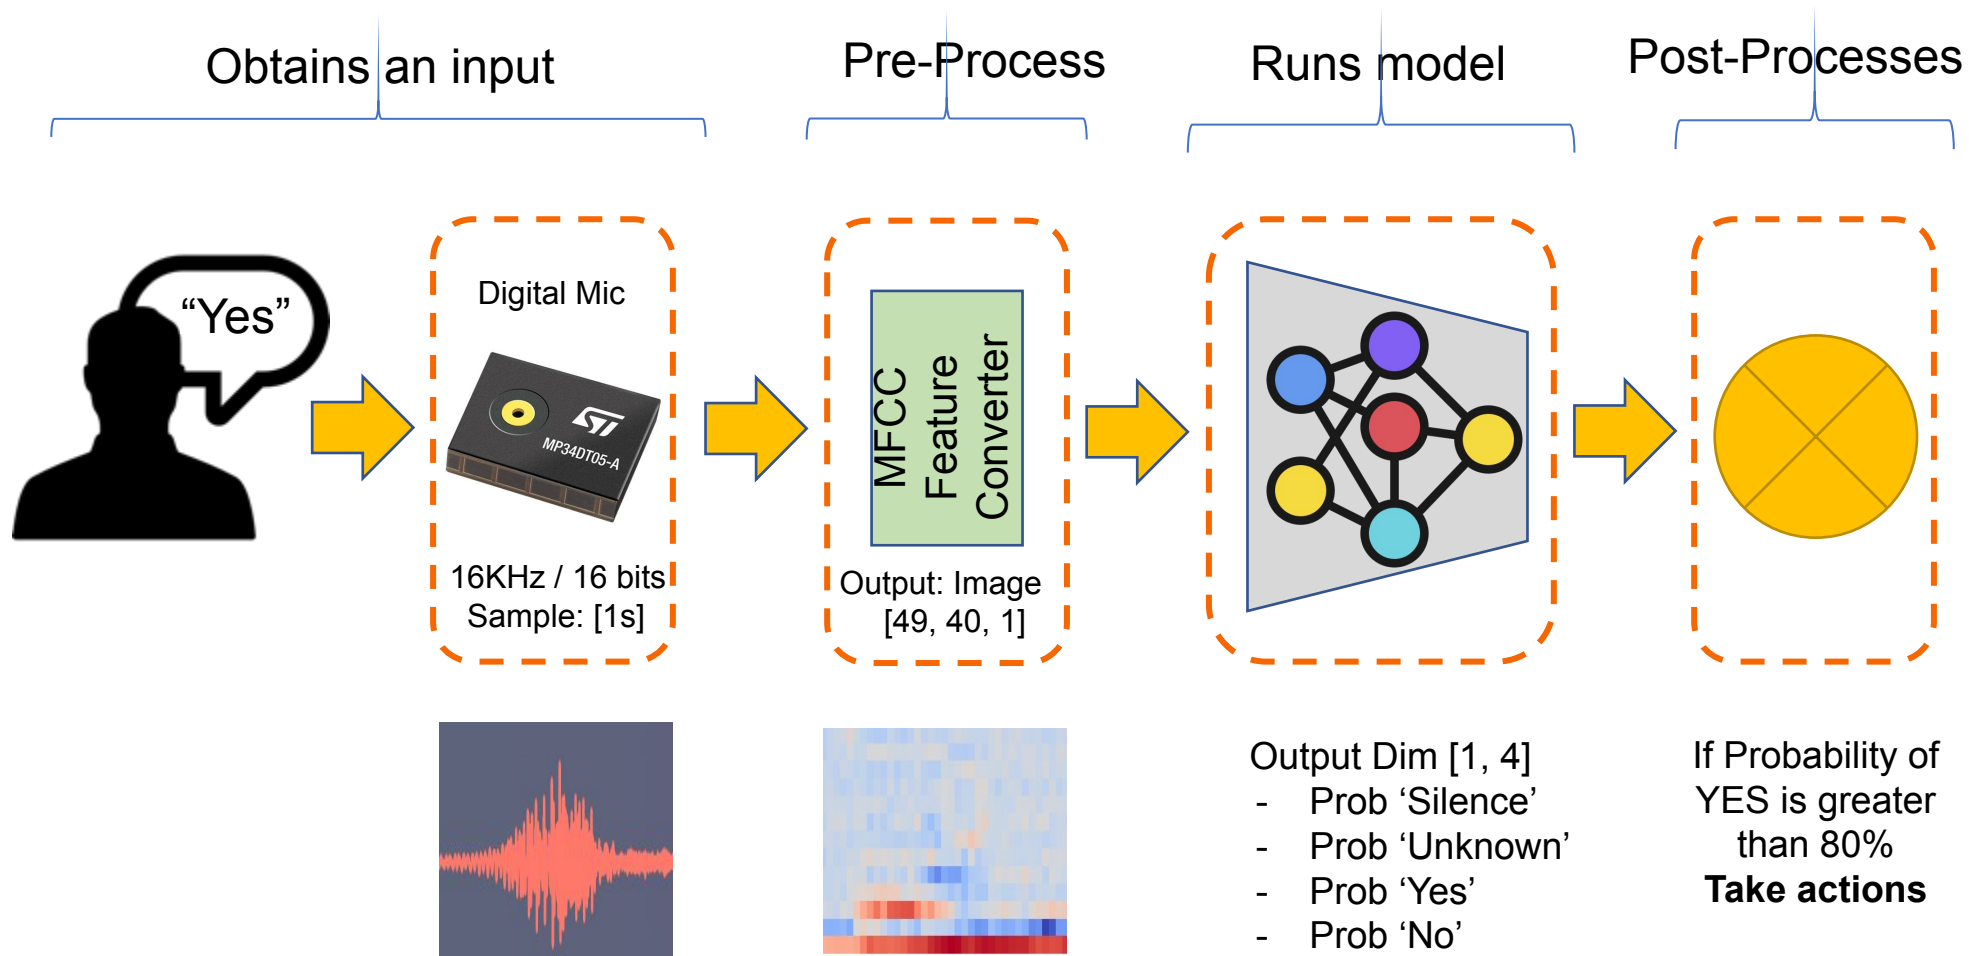 Obtains an input
Pre-Process
Runs model
Post-Processes
“Yes”
Digital Mic
ST
MP34DT05-A
16KHz / 16 bits
Sample: [1s]
MFCC
Feature
Converter
Output: Image
[49, 40, 1]
Output Dim [1, 4]
- Prob ‘Silence’
- Prob ‘Unknown’
- Prob ‘Yes’
- Prob ‘No’
If Probability of
YES is greater
than 80%
Take actions